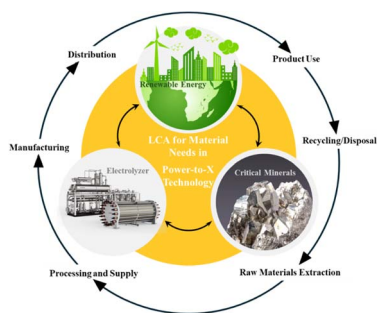 Distribution
Product Use
Renewable Energy
Manufacturing
LCA for Material
Needs in
Power-to-X
Technology
Recycling/Disposal
Electrolyzer
Critical Minerals
Processing and Supply
Raw Materials Extraction